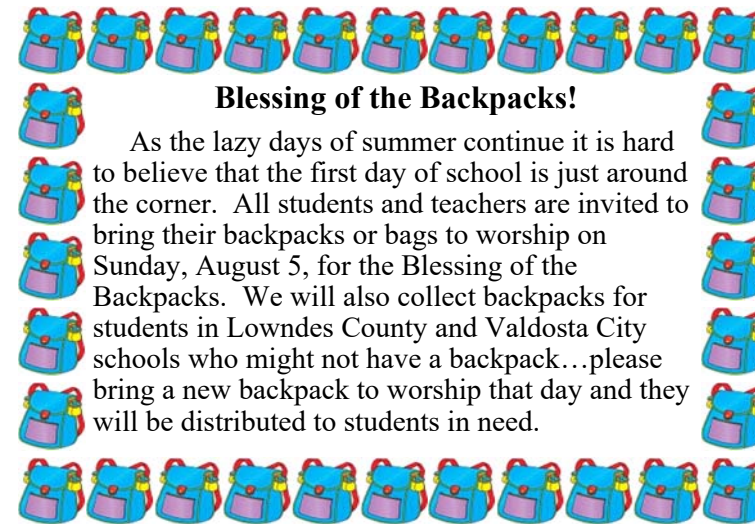 Blessing of the Backpacks!
As the lazy days of summer continue it is hard
to believe that the first day of school is just around
the corner.  All students and teachers are invited to
bring their backpacks or bags to worship on
Sunday, August 5, for the Blessing of the
Backpacks.  We will also collect backpacks for
students in Lowndes County and Valdosta City
schools who might not have a backpack…please
bring a new backpack to worship that day and they
will be distributed to students in need.